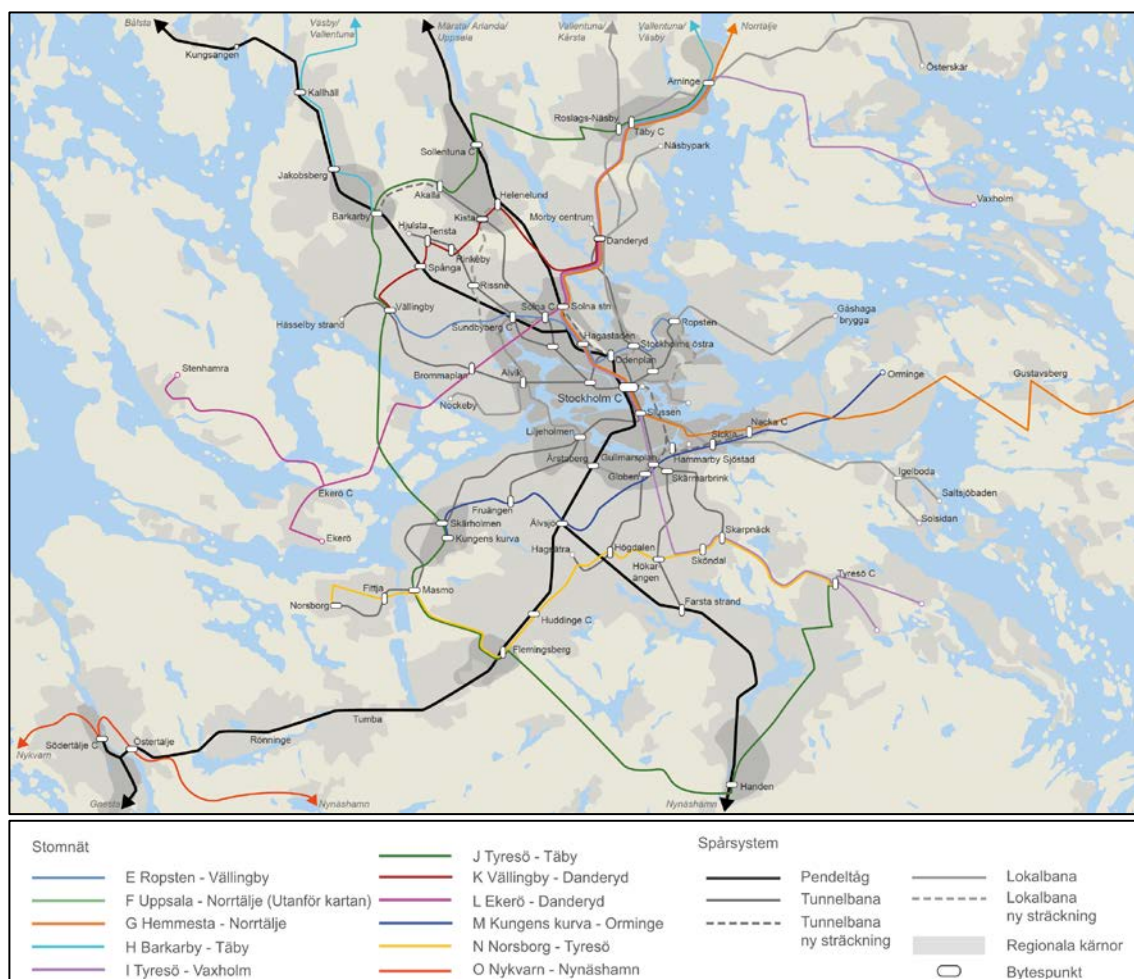 Bålsta
Väsby/
Vallentuna
Märsta/Arlanda/
Uppsala
Vallentuna/
Kårsta
Vallentuna/
Väsby
Norrtälje
Kungsängen
Österskär
Arninge
Kallhäll
Roslags-Näsby
Täby C
Näsbypark
Sollentuna C
Jakobsberg
Akalla
Helenelund
Vaxholm
Barkarby
Kista
Mörby centrum
Hjulsta
Tensta
Danderyd
Rinkeby
Spånga
Rissne
Vällingby
Solna C
Solna stn
Gåshaga
brygga
Hässelby strand
Sundbyberg C
Hagastaden
Ropsten
Stockholms östra
Odenplan
Stenhamra
Brommaplan
Alvik
Orminge
Gustavsberg
Nockeby
Stockholm C
Slussen
Nacka C
Liljeholmen
Sickla
Årstaberg
Gullmarsplan
Hammarby Sjöstad
Globen
Skärmarbrink
Igelboda
Ekerö C
Fruängen
Saltsjöbaden
Skärholmen
Älvsjö
Solsidan
Ekerö
Kungens kurva
Hagsätra
Högdalen
Skarpnäck
Sköndal
Hökar
ängen
Fittja
Masmo
Tyresö C
Norsborg
Farsta strand
Huddinge C
Flemingsberg
Tumba
Rönninge
Södertälje C
Östertälje
Nykvarn
Handen
Gnesta
Nynäshamn
Nynäshamn
Stomnät
E Ropsten - Vällingby
F Uppsala - Norrtälje (Utanför kartan)
G Hemmesta - Norrtälje
H Barkarby - Täby
I Tyresö - Vaxholm
J Tyresö - Täby
K Vällingby - Danderyd
L Ekerö - Danderyd
M Kungens kurva - Orminge
N Norsborg - Tyresö
O Nykvarn - Nynäshamn
Spårsystem
Pendeltåg
Tunnelbana
Tunnelbana
ny sträckning
Lokalbana
Lokalbana
ny sträckning
Regionala kärnor
Bytespunkt